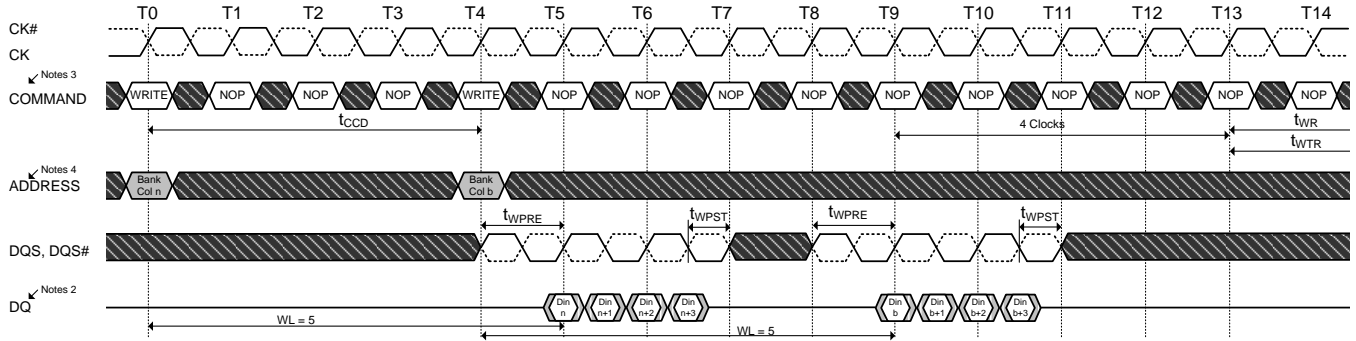 T0 T1 T2 T3 T4 T5 T6 T7 T8 T9 T10 T11 T12 T13 T14
CK#
CK
Notes 3
COMMAND WRITE NOP NOP NOP WRITE NOP NOP NOP NOP NOP NOP NOP NOP NOP NOP
tCCD 4 Clocks tWR
tWTR
Notes 4
ADDRESS
Bank Col n
Bank Col b
tWPRE tWPST tWPRE tWPST
DQS, DQS#
Notes 2
DQ
Din n
Din n+1
Din n+2
Din n+3
Din b
Din b+1
Din b+2
Din b+3
WL = 5
WL = 5